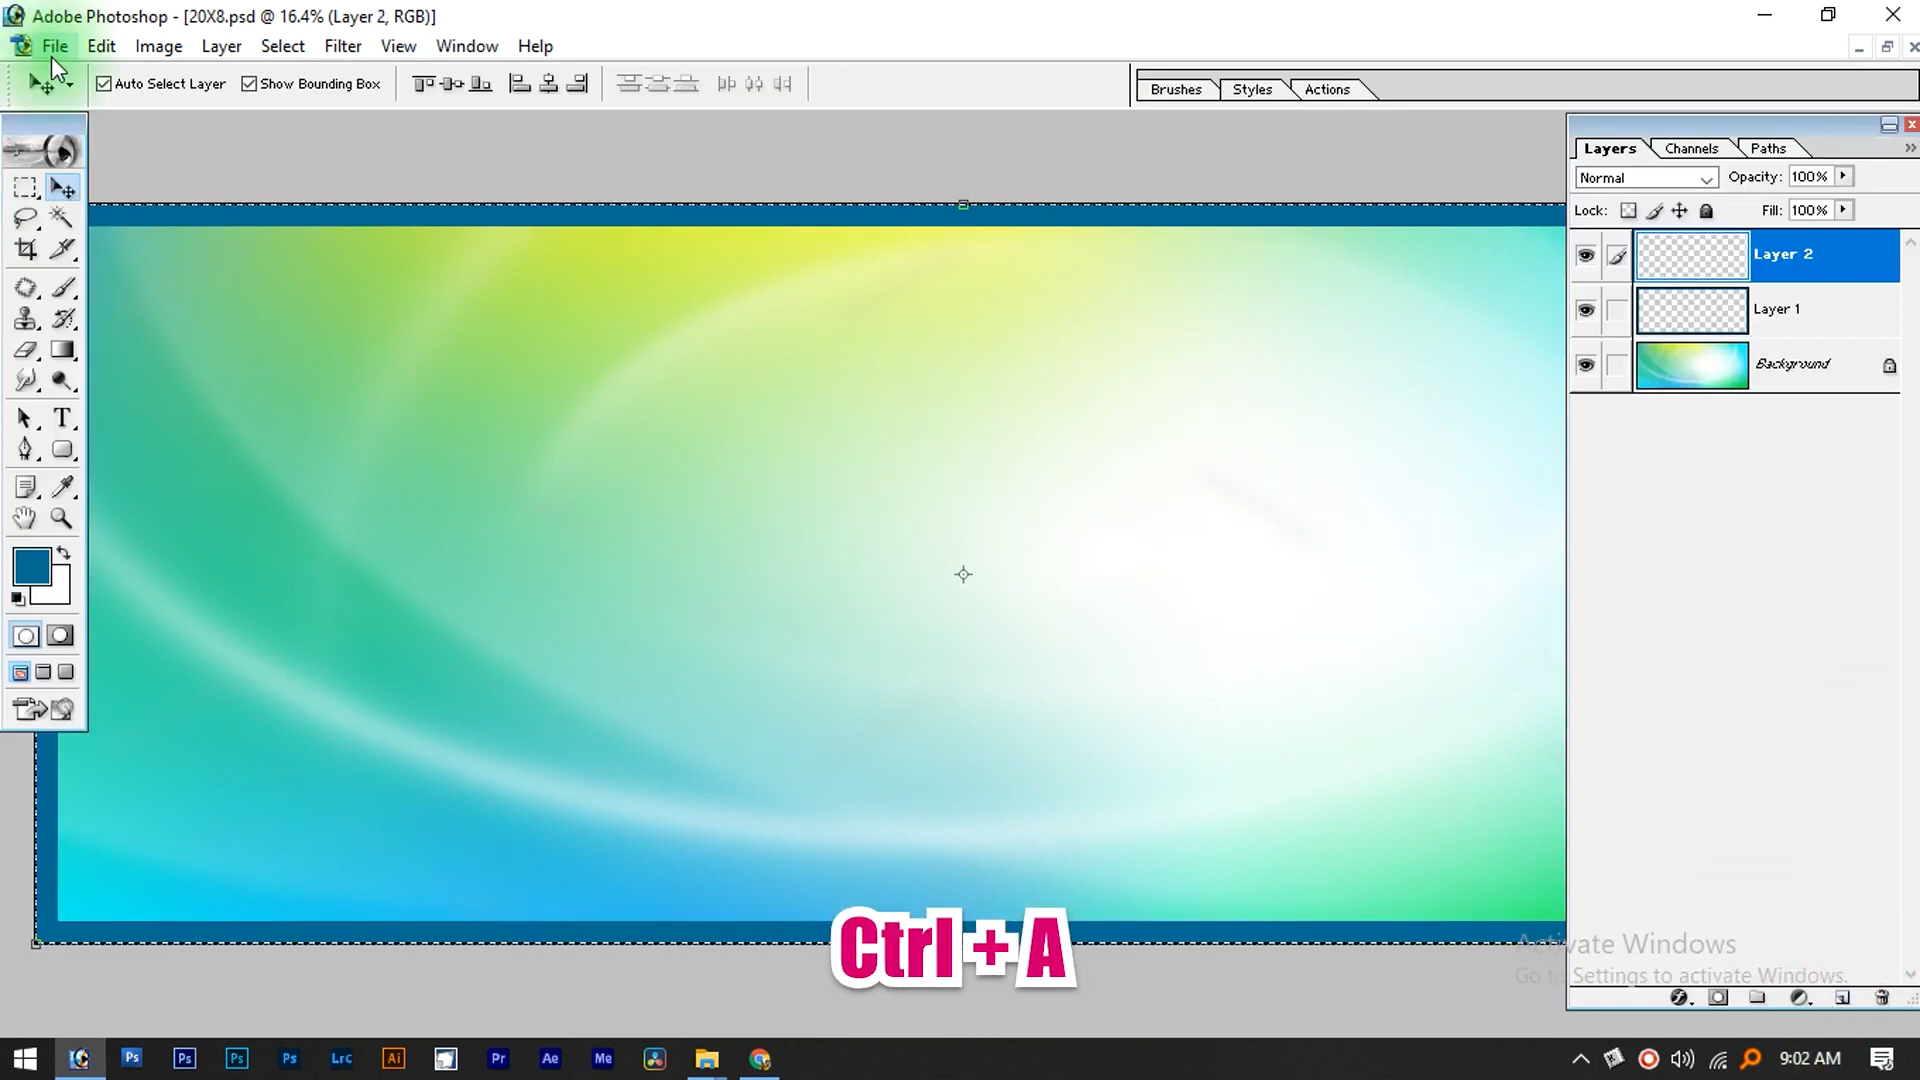 Adobe Photoshop - [20X8.psd @ 16.4% (Layer 2, RGB)]
File Edit Image Layer Select Filter View Window Help
Auto Select Layer Show Bounding Box
Brushes Styles Actions
Layers Channels Paths
Normal Opacity: 100%
Lock: Fill: 100%
Layer 2
Layer 1
Background
T
Ctrl + A
Activate Windows
Go to Settings to activate Windows.
Ps Ps Ps Ps Lrc Ai Pr Ae Me 9:02 AM